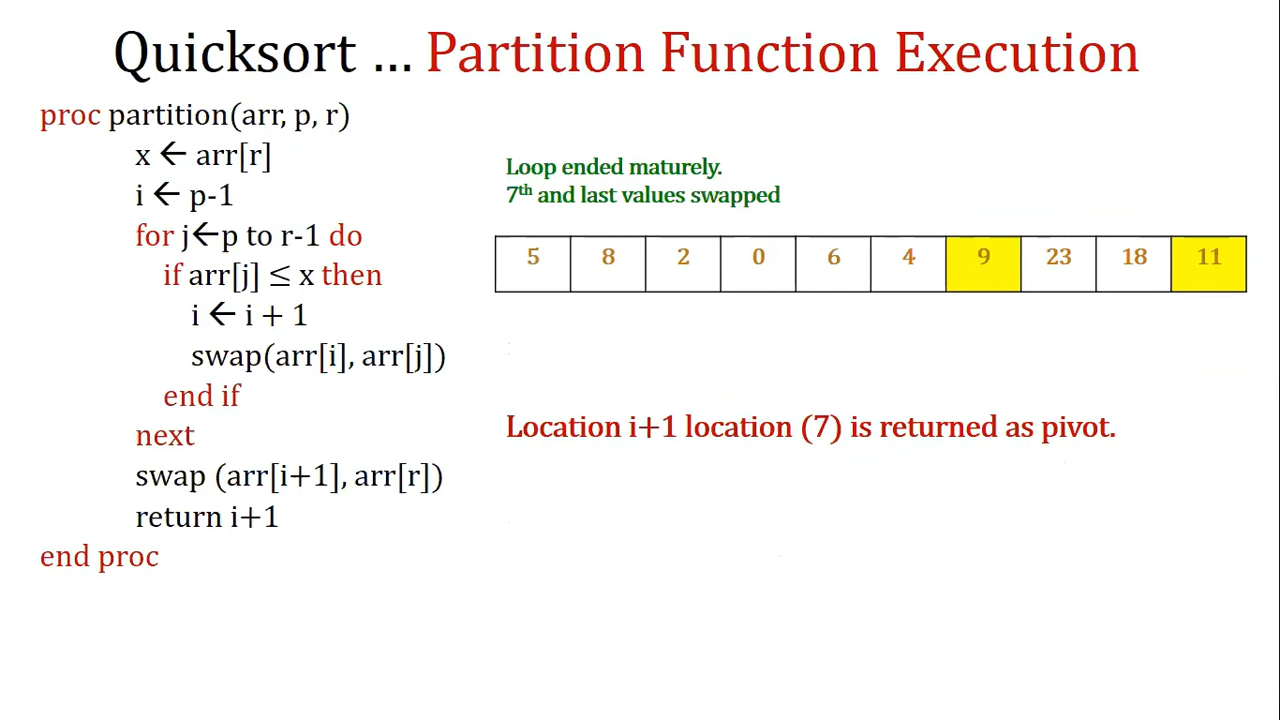 Quicksort … Partition Function Execution
proc partition(arr, p, r)
x ← arr[r]
i ← p-1
for j←p to r-1 do
if arr[j] ≤ x then
i ← i + 1
swap(arr[i], arr[j])
end if
next
swap (arr[i+1], arr[r])
return i+1
end proc
Loop ended maturely.
7th and last values swapped
5 8 2 0 6 4 9 23 18 11
Location i+1 location (7) is returned as pivot.